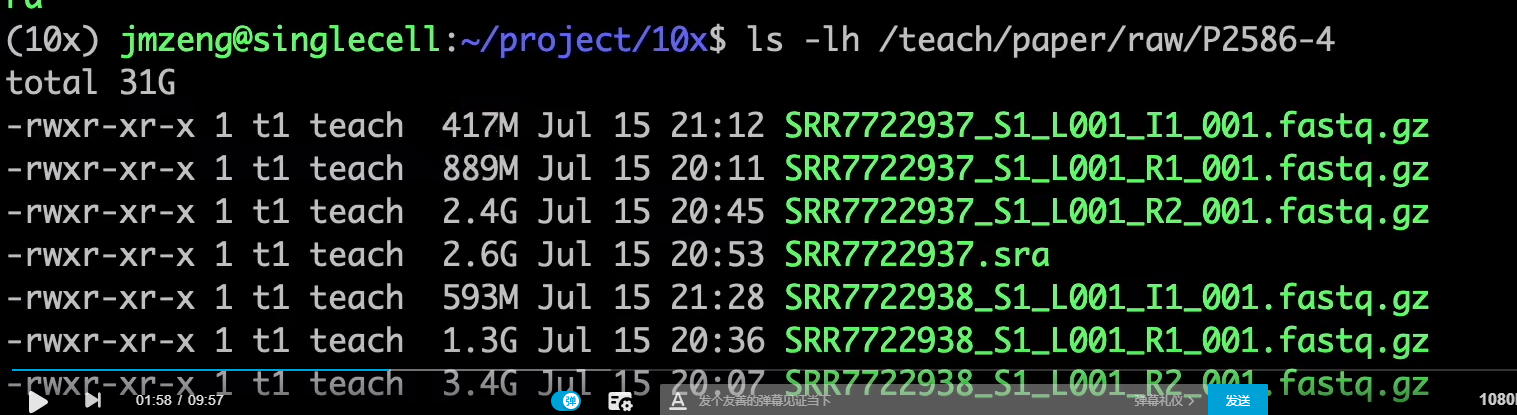 ra
(10x) jmzeng@singlecell:~/project/10x$ ls -lh /teach/paper/raw/P2586-4
total 31G
-rwxr-xr-x 1 t1 teach  417M Jul 15 21:12 SRR7722937_S1_L001_I1_001.fastq.gz
-rwxr-xr-x 1 t1 teach  889M Jul 15 20:11 SRR7722937_S1_L001_R1_001.fastq.gz
-rwxr-xr-x 1 t1 teach  2.4G Jul 15 20:45 SRR7722937_S1_L001_R2_001.fastq.gz
-rwxr-xr-x 1 t1 teach  2.6G Jul 15 20:53 SRR7722937.sra
-rwxr-xr-x 1 t1 teach  593M Jul 15 21:28 SRR7722938_S1_L001_I1_001.fastq.gz
-rwxr-xr-x 1 t1 teach  1.3G Jul 15 20:36 SRR7722938_S1_L001_R1_001.fastq.gz
-rwxr-xr-x 1 t1 teach  3.4G Jul 15 20:07 SRR7722938_S1_L001_R2_001.fastq.gz
01:58 / 09:57 弹 A 发个友善的弹幕见证当下 弹幕礼仪 > 发送 1080